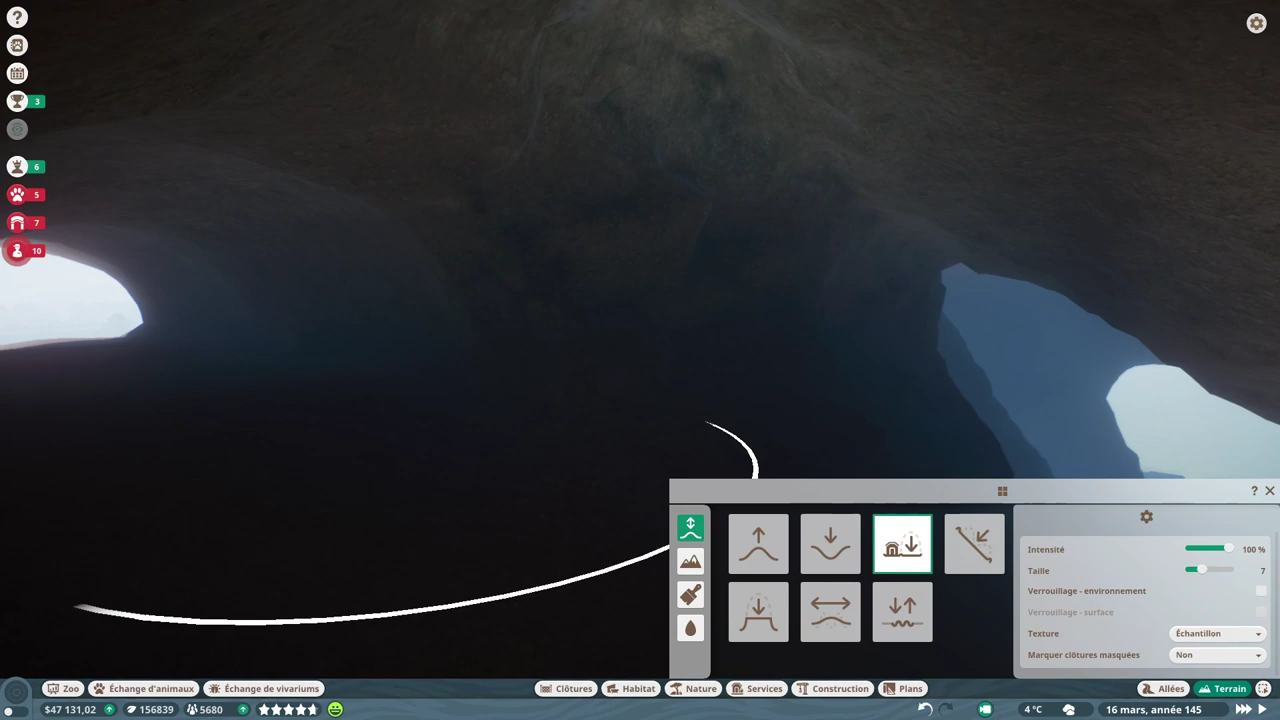 ?
3
6
5
7
10
?
Intensité 100 %
Taille 7
Verrouillage - environnement
Verrouillage - surface
Texture Échantillon
Marquer clôtures masquées Non
Zoo Échange d'animaux Échange de vivariums Clôtures Habitat Nature Services Construction Plans Allées Terrain
$47 131,02 156839 5680 4 °C 16 mars, année 145